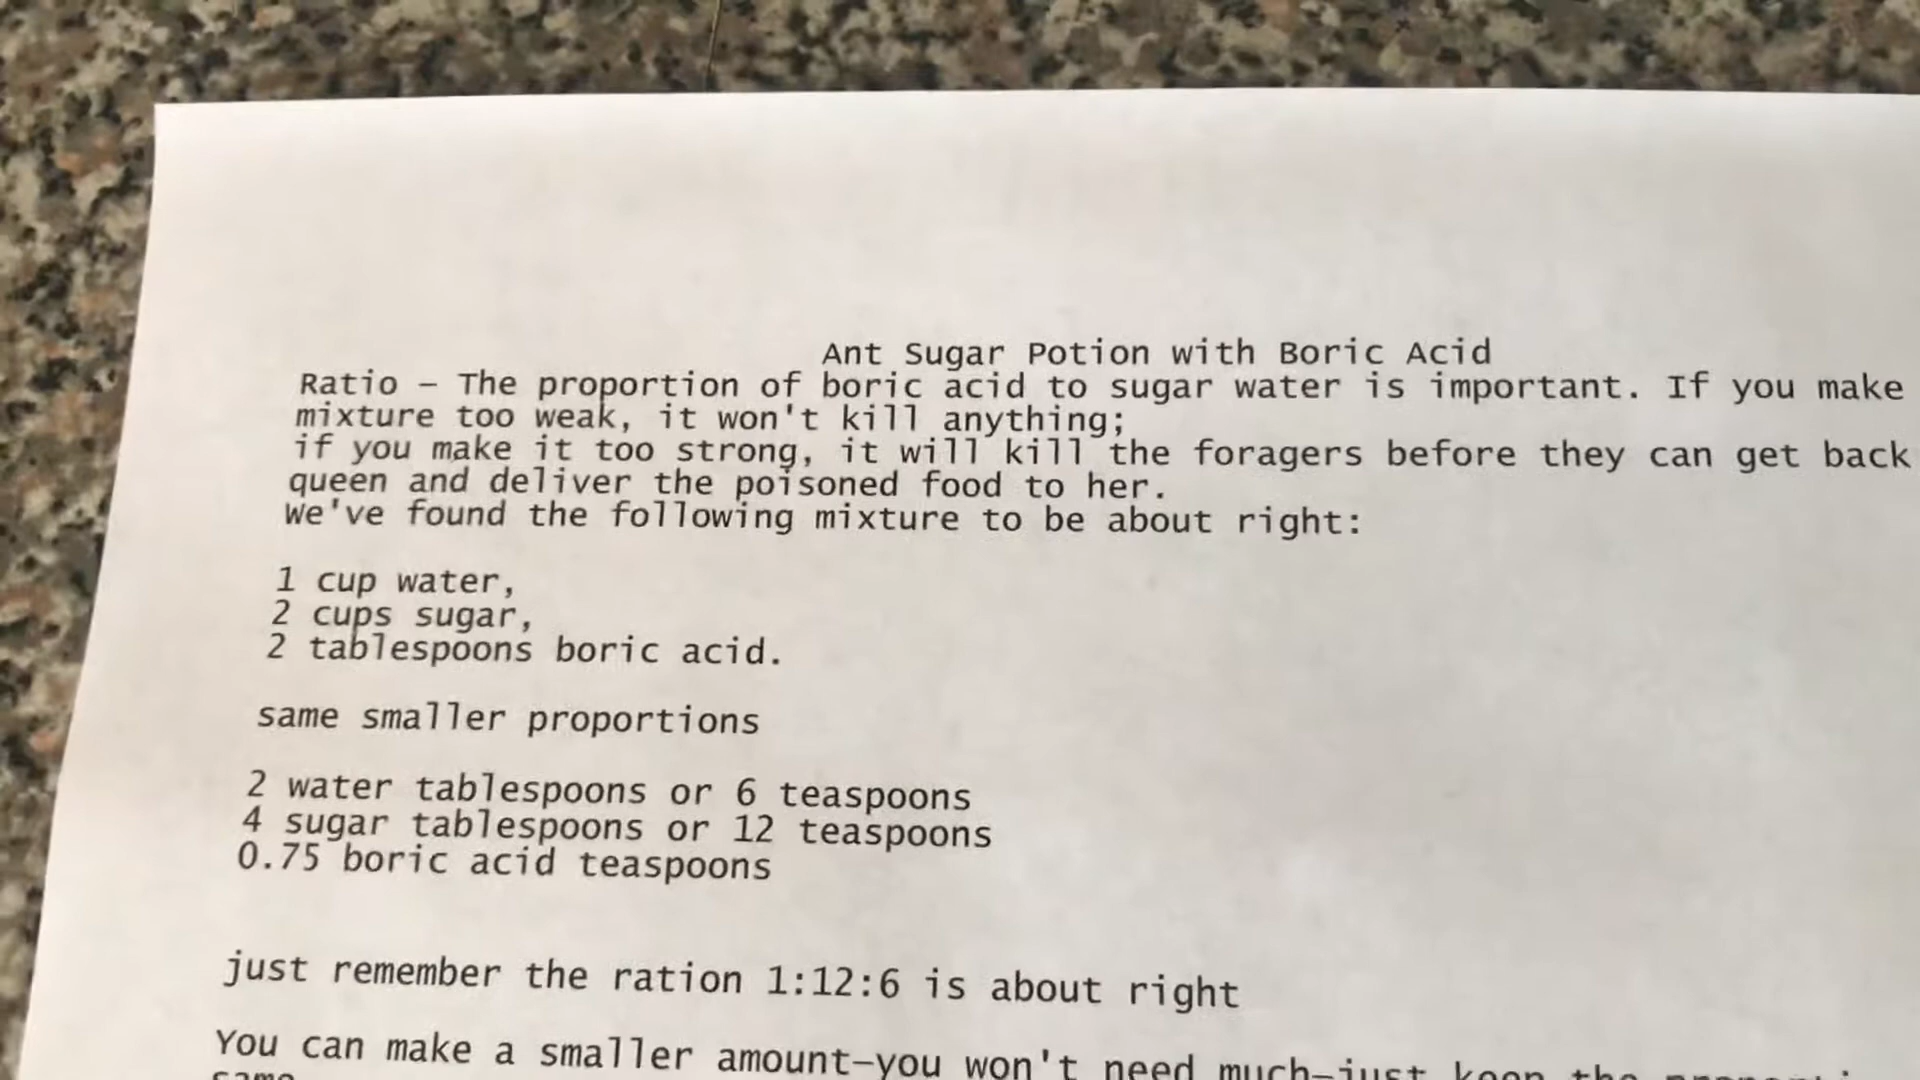 Ant Sugar Potion with Boric Acid
Ratio – The proportion of boric acid to sugar water is important. If you make
mixture too weak, it won't kill anything;
if you make it too strong, it will kill the foragers before they can get back
queen and deliver the poisoned food to her.
We've found the following mixture to be about right:
1 cup water,
2 cups sugar,
2 tablespoons boric acid.
same smaller proportions
2 water tablespoons or 6 teaspoons
4 sugar tablespoons or 12 teaspoons
0.75 boric acid teaspoons
just remember the ration 1:12:6 is about right
You can make a smaller amount–you won't need much–just keep the
same